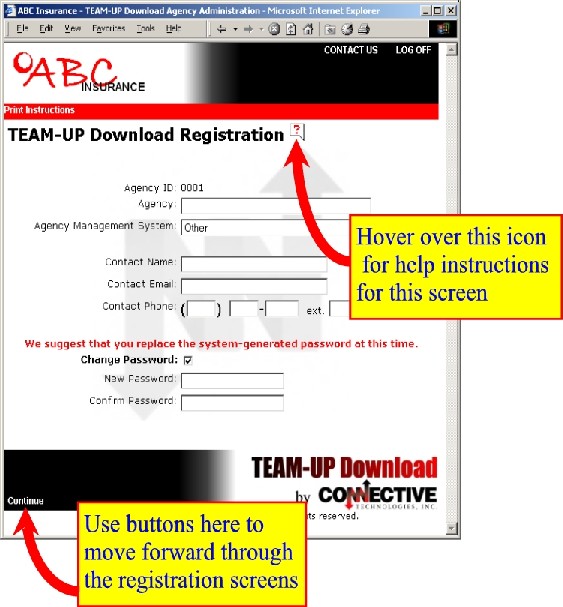 ABC Insurance - TEAM-UP Download Agency Administration - Microsoft Internet Explorer
File Edit View Favorites Tools Help
CONTACT US LOG OFF
ABC
INSURANCE
Print Instructions
TEAM-UP Download Registration ?
Agency ID: 0001
Agency:
Agency Management System: Other
Hover over this icon
for help instructions
for this screen
Contact Name:
Contact Email:
Contact Phone: ( ) - ext.
We suggest that you replace the system-generated password at this time.
Change Password:
New Password:
Confirm Password:
TEAM-UP Download
by CONNECTIVE
TECHNOLOGIES, INC.
Continue
reserved.
Use buttons here to
move forward through
the registration screens